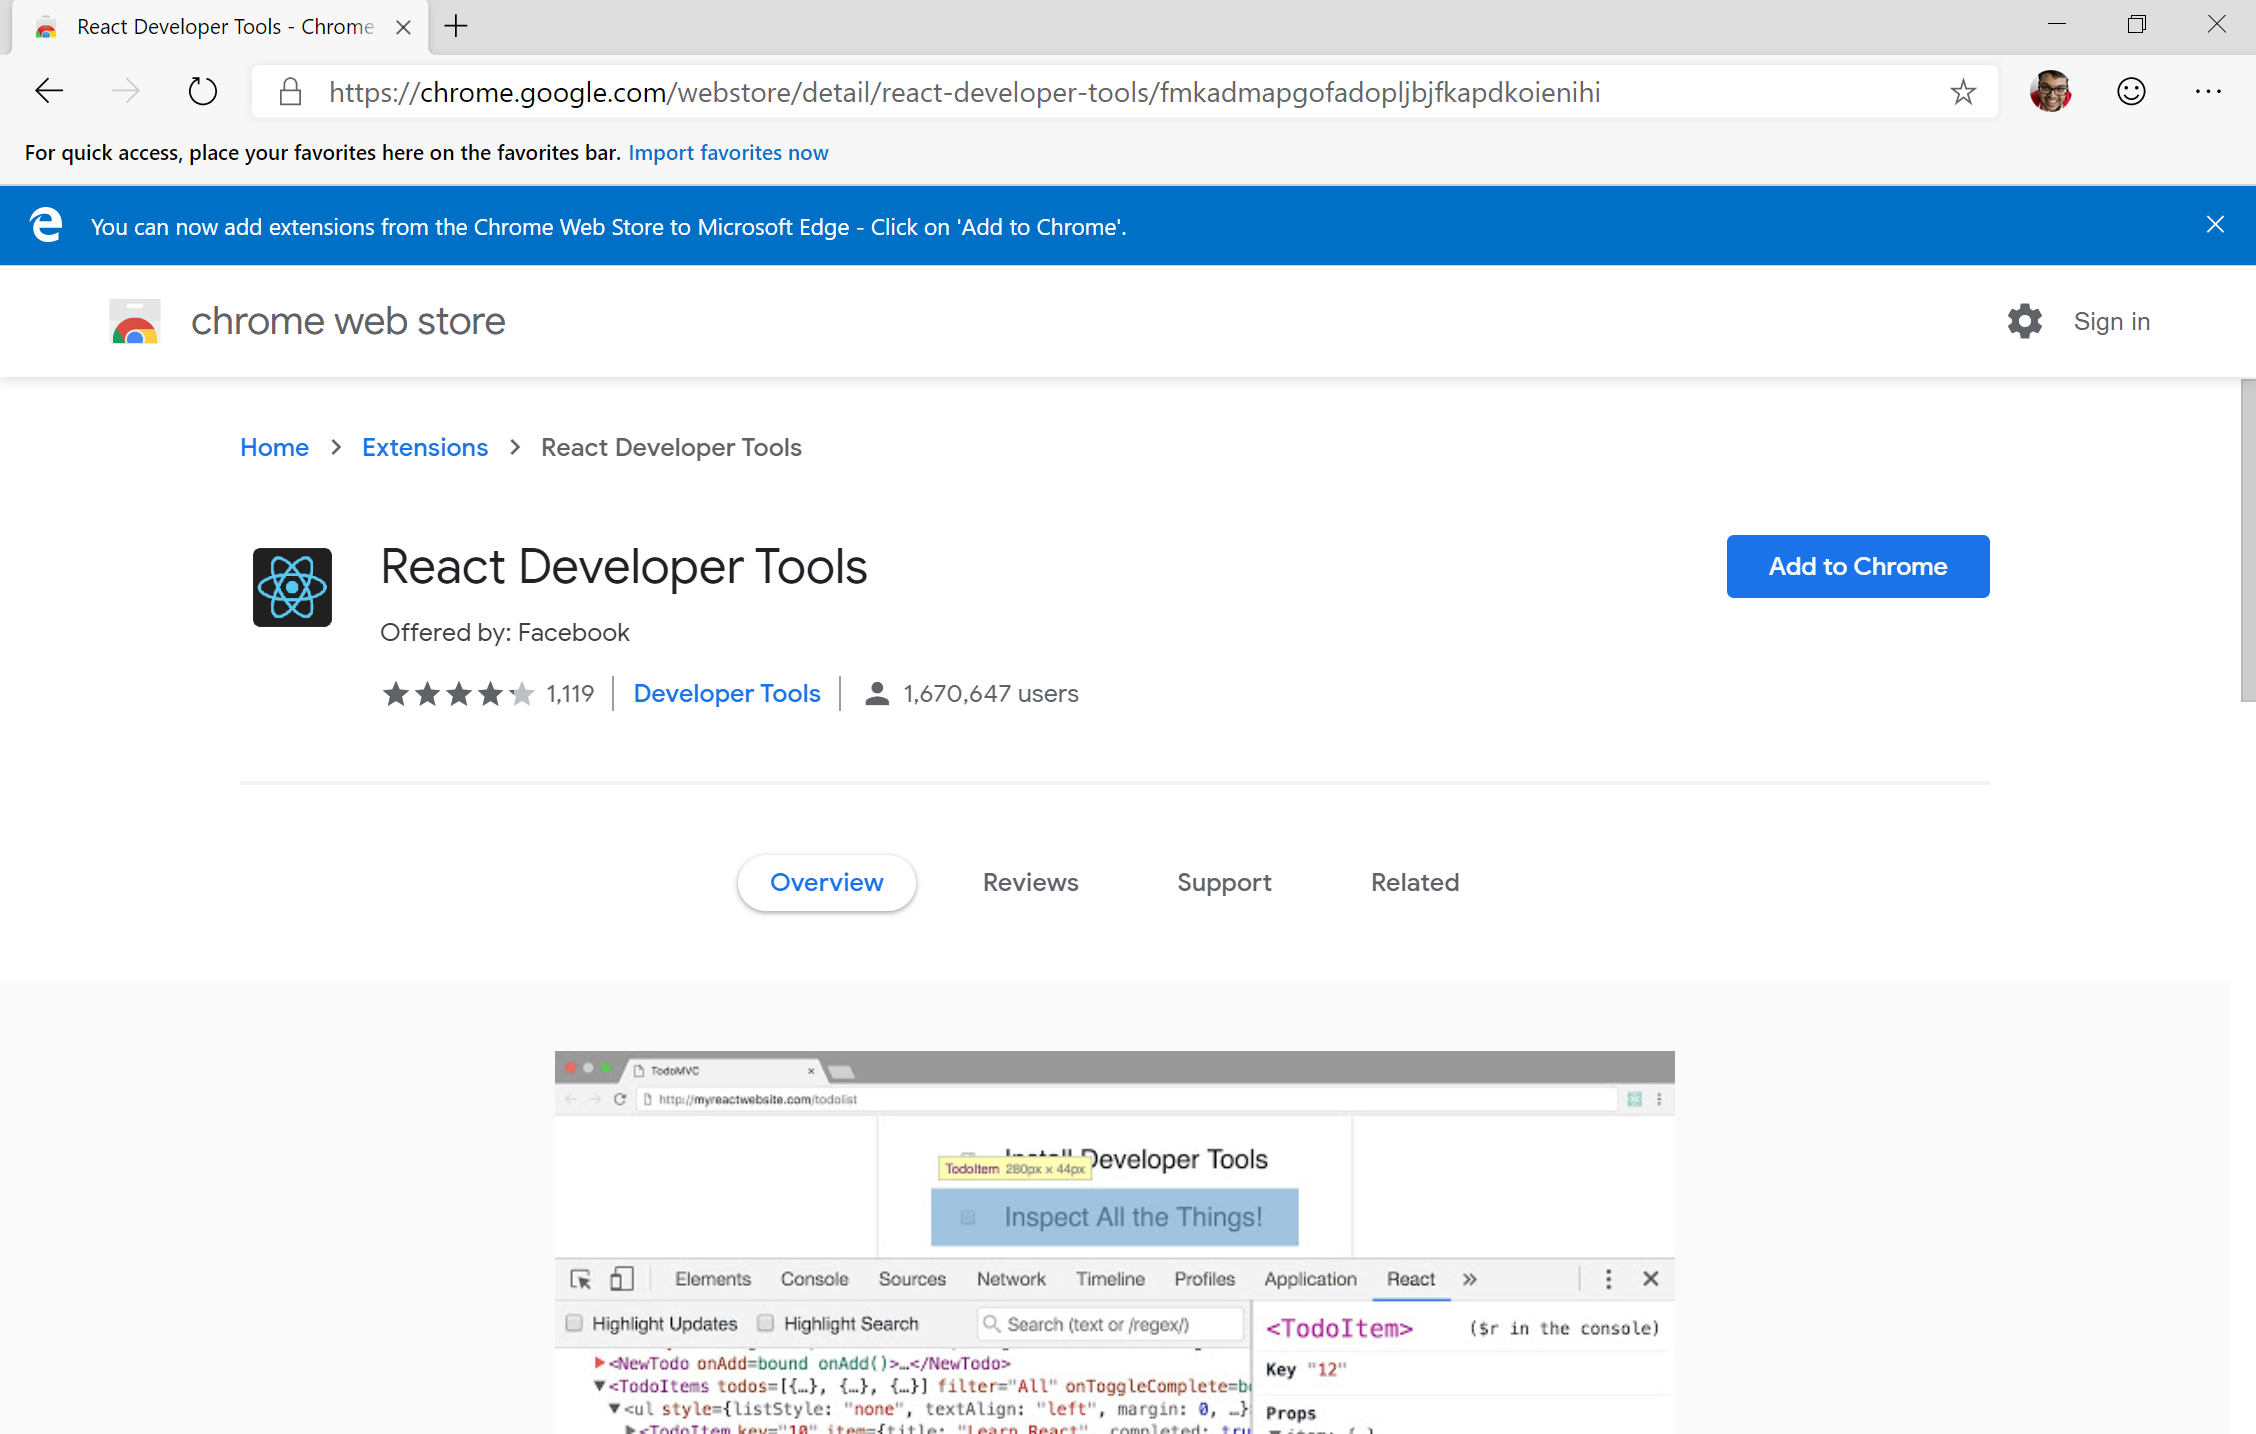 React Developer Tools - Chrome
https://chrome.google.com/webstore/detail/react-developer-tools/fmkadmapgofadopljbjfkapdkoienihi
For quick access, place your favorites here on the favorites bar. Import favorites now
You can now add extensions from the Chrome Web Store to Microsoft Edge - Click on 'Add to Chrome'.
chrome web store
Sign in
Home > Extensions > React Developer Tools
React Developer Tools
Add to Chrome
Offered by: Facebook
1,119 Developer Tools 1,670,647 users
Overview Reviews Support Related
TodoMVC
http://myreactwebsite.com/todolist
Install Developer Tools
TodoItem 280px x 44px
Inspect All the Things!
Elements Console Sources Network Timeline Profiles Application React »
Highlight Updates Highlight Search Search (text or /regex/)
<TodoItem> ($r in the console)
<NewTodo onAdd=bound onAdd()>…</NewTodo>
Key "12"
<TodoItems todos=[{…}, {…}, {…}] filter="All" onToggleComplete=b
<ul style={listStyle: "none", textAlign: "left", margin: 0, …}
Props
<TodoItem key="10" item={title: "Learn React", completed: tru